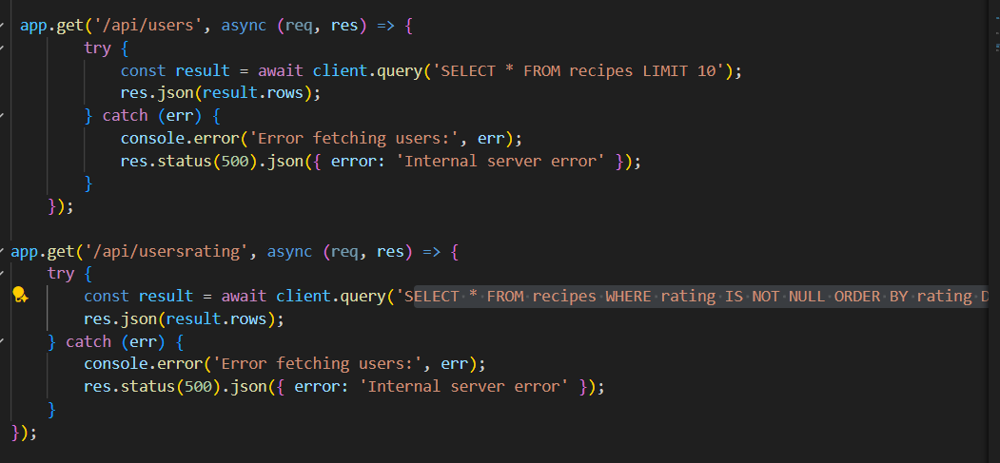 app.get('/api/users', async (req, res) => {
try {
const result = await client.query('SELECT * FROM recipes LIMIT 10');
res.json(result.rows);
} catch (err) {
console.error('Error fetching users:', err);
res.status(500).json({ error: 'Internal server error' });
}
});
app.get('/api/usersrating', async (req, res) => {
try {
const result = await client.query('SELECT * FROM recipes WHERE rating IS NOT NULL ORDER BY rating D
res.json(result.rows);
} catch (err) {
console.error('Error fetching users:', err);
res.status(500).json({ error: 'Internal server error' });
}
});